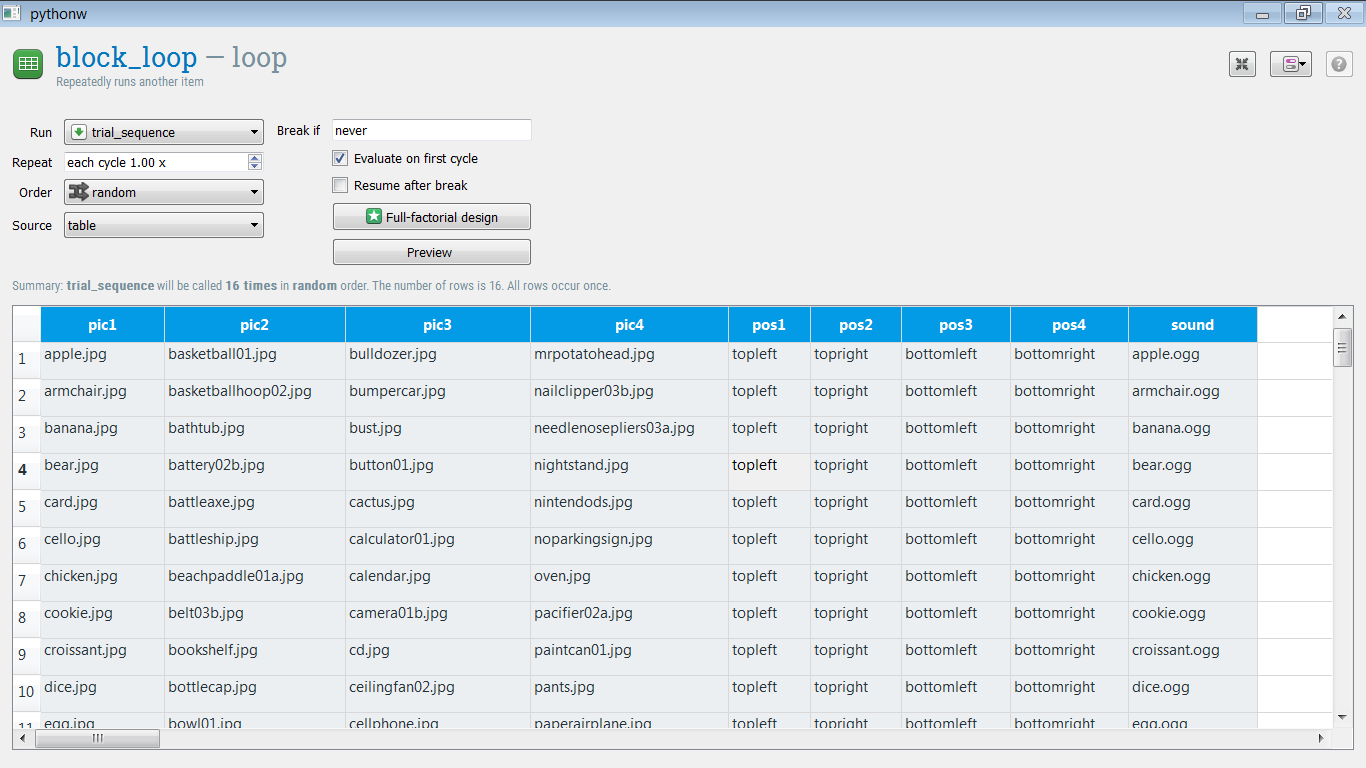 pythonw
block_loop — loop
Repeatedly runs another item
Run trial_sequence Break if never
Repeat each cycle 1.00 x Evaluate on first cycle
Order random Resume after break
Source table Full-factorial design
Preview
Summary: trial_sequence will be called 16 times in random order. The number of rows is 16. All rows occur once.
pic1 pic2 pic3 pic4 pos1 pos2 pos3 pos4 sound
1 apple.jpg basketball01.jpg bulldozer.jpg mrpotatohead.jpg topleft topright bottomleft bottomright apple.ogg
2 armchair.jpg basketballhoop02.jpg bumpercar.jpg nailclipper03b.jpg topleft topright bottomleft bottomright armchair.ogg
3 banana.jpg bathtub.jpg bust.jpg needlenosepliers03a.jpg topleft topright bottomleft bottomright banana.ogg
4 bear.jpg battery02b.jpg button01.jpg nightstand.jpg topleft topright bottomleft bottomright bear.ogg
5 card.jpg battleaxe.jpg cactus.jpg nintendods.jpg topleft topright bottomleft bottomright card.ogg
6 cello.jpg battleship.jpg calculator01.jpg noparkingsign.jpg topleft topright bottomleft bottomright cello.ogg
7 chicken.jpg beachpaddle01a.jpg calendar.jpg oven.jpg topleft topright bottomleft bottomright chicken.ogg
8 cookie.jpg belt03b.jpg camera01b.jpg pacifier02a.jpg topleft topright bottomleft bottomright cookie.ogg
9 croissant.jpg bookshelf.jpg cd.jpg paintcan01.jpg topleft topright bottomleft bottomright croissant.ogg
10 dice.jpg bottlecap.jpg ceilingfan02.jpg pants.jpg topleft topright bottomleft bottomright dice.ogg
11 egg.jpg bowl01.jpg cellphone.jpg paperairplane.jpg topleft topright bottomleft bottomright egg.ogg